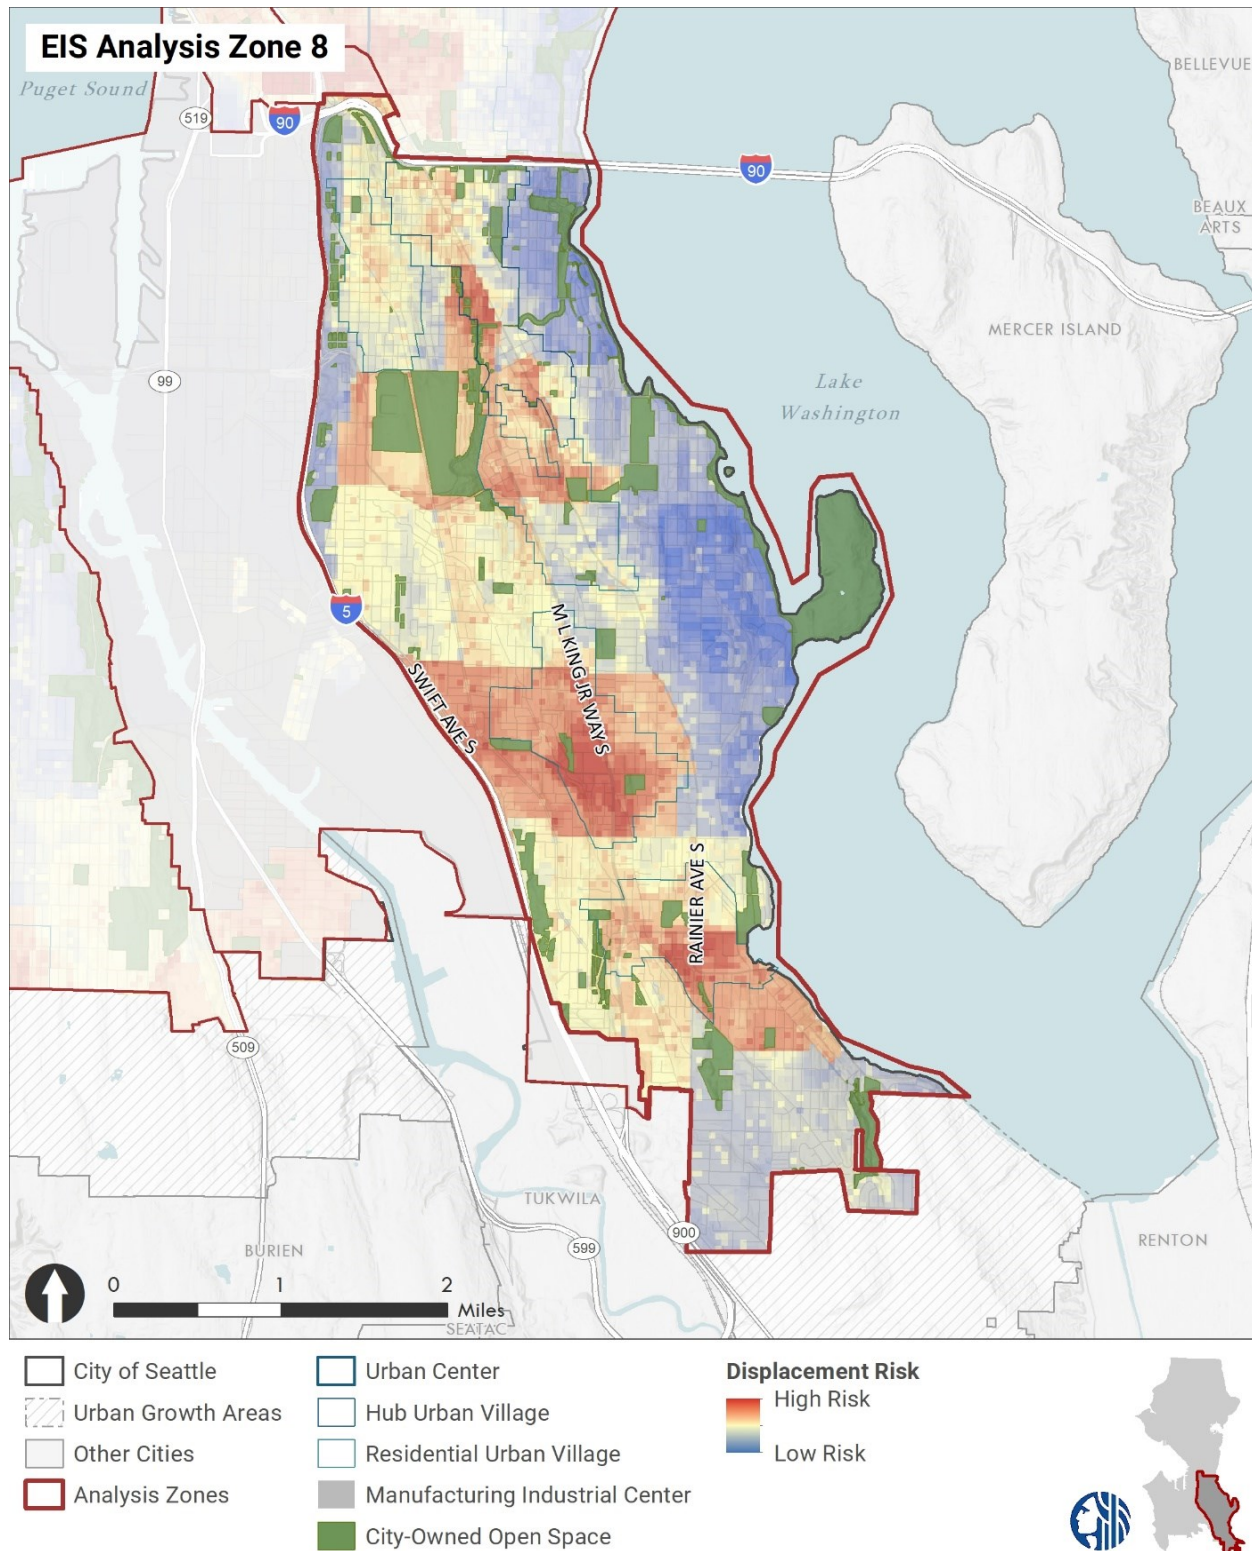 EIS Analysis Zone 8
Puget Sound
519
90
90
BELLEVUE
BEAUX
ARTS
MERCER ISLAND
99
Lake
Washington
5
M L KING JR WAY S
SWIFT AVE S
RAINIER AVE S
509
TUKWILA
900
599
BURIEN
RENTON
0 1 2
Miles
SEATAC
City of Seattle
Urban Growth Areas
Other Cities
Analysis Zones
Urban Center
Hub Urban Village
Residential Urban Village
Manufacturing Industrial Center
City-Owned Open Space
Displacement Risk
High Risk
Low Risk